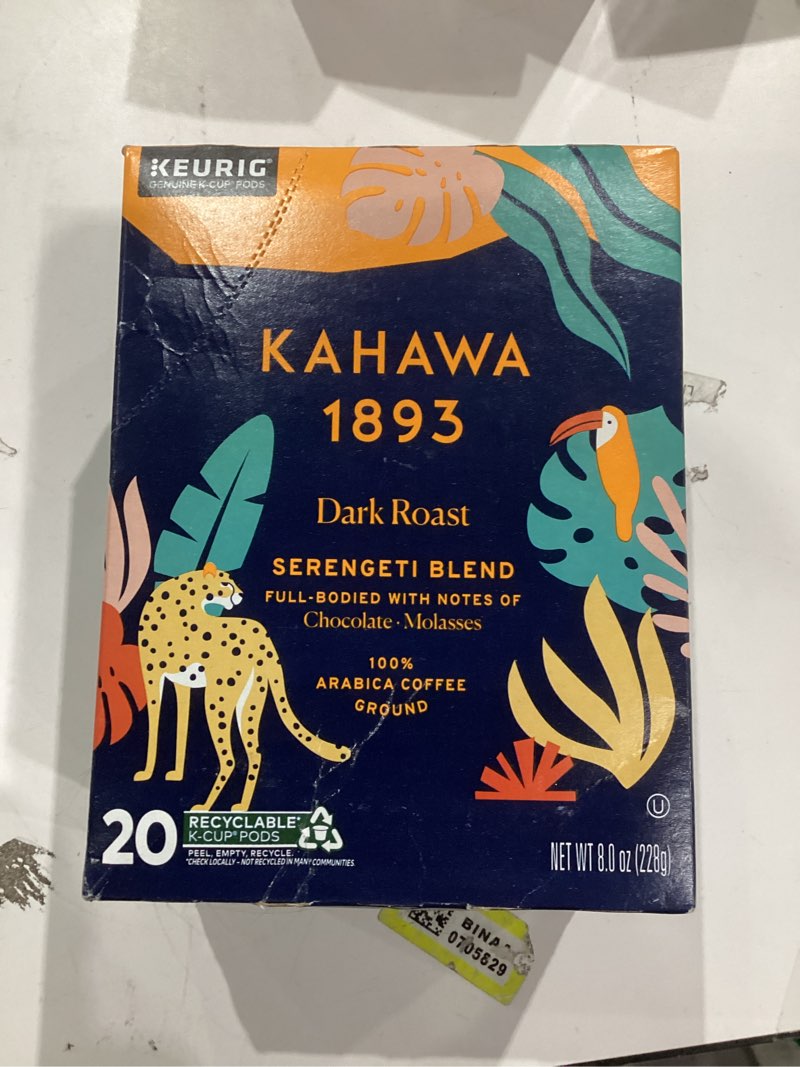 KEURIG®
GENUINE K-CUP® PODS
KAHAWA
1893
Dark Roast
SERENGETI BLEND
FULL-BODIED WITH NOTES OF
Chocolate · Molasses
100%
ARABICA COFFEE
GROUND
20
RECYCLABLE*
K-CUP® PODS
PEEL, EMPTY, RECYCLE.
*CHECK LOCALLY – NOT RECYCLED IN MANY COMMUNITIES.
U
NET WT 8.0 oz (228g)
0705829